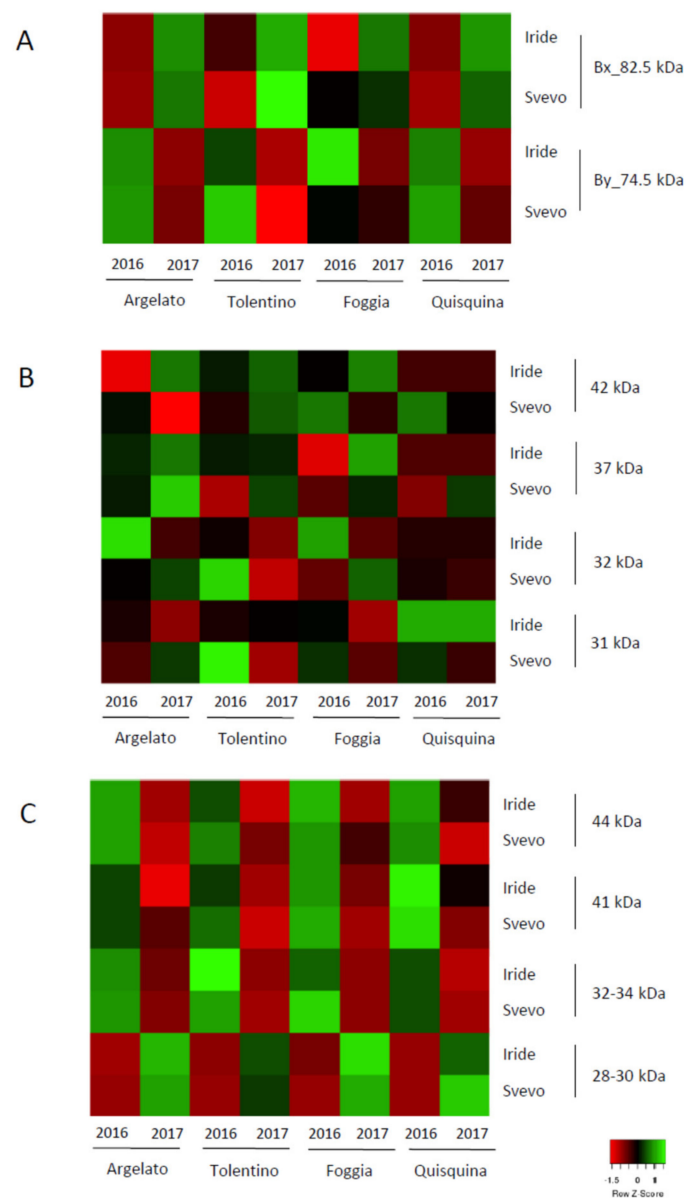 A
Iride
Bx_82.5 kDa
Svevo
Iride
By_74.5 kDa
Svevo
2016 2017 2016 2017 2016 2017 2016 2017
Argelato Tolentino Foggia Quisquina
B
Iride
42 kDa
Svevo
Iride
37 kDa
Svevo
Iride
32 kDa
Svevo
Iride
31 kDa
Svevo
2016 2017 2016 2017 2016 2017 2016 2017
Argelato Tolentino Foggia Quisquina
C
Iride
44 kDa
Svevo
Iride
41 kDa
Svevo
Iride
32-34 kDa
Svevo
Iride
28-30 kDa
Svevo
2016 2017 2016 2017 2016 2017 2016 2017
Argelato Tolentino Foggia Quisquina
-1.5 0
Row Z-Score